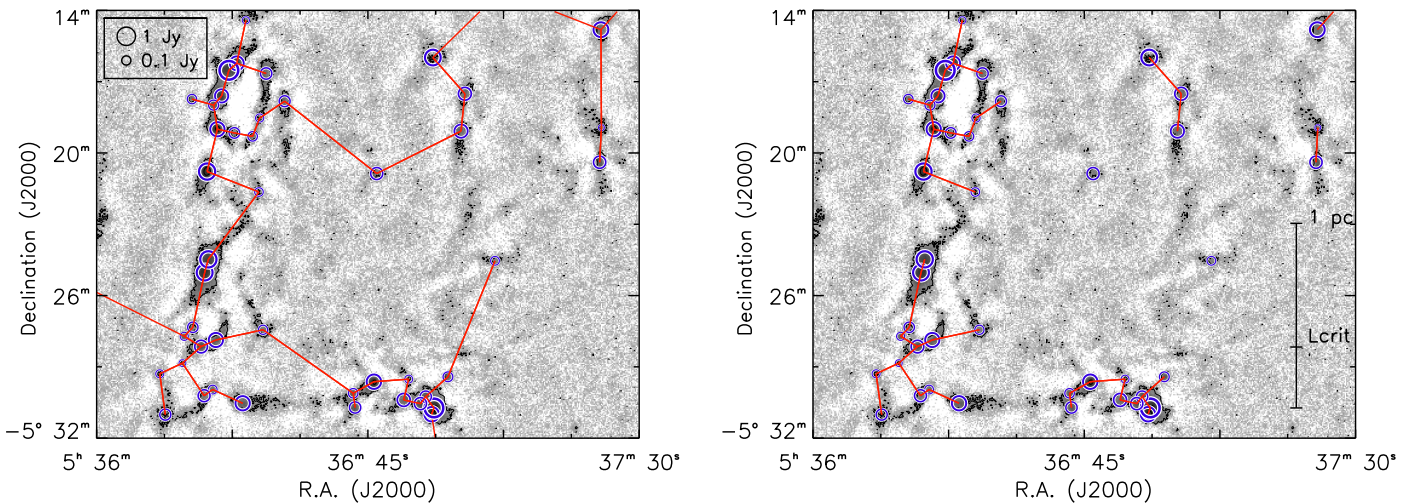 1 Jy
0.1 Jy
14ᵐ
20ᵐ
26ᵐ
−5° 32ᵐ
Declination (J2000)
5ʰ 36ᵐ
36ᵐ 45ˢ
37ᵐ 30ˢ
R.A. (J2000)
14ᵐ
20ᵐ
26ᵐ
−5° 32ᵐ
Declination (J2000)
1 pc
Lcrit
5ʰ 36ᵐ
36ᵐ 45ˢ
37ᵐ 30ˢ
R.A. (J2000)